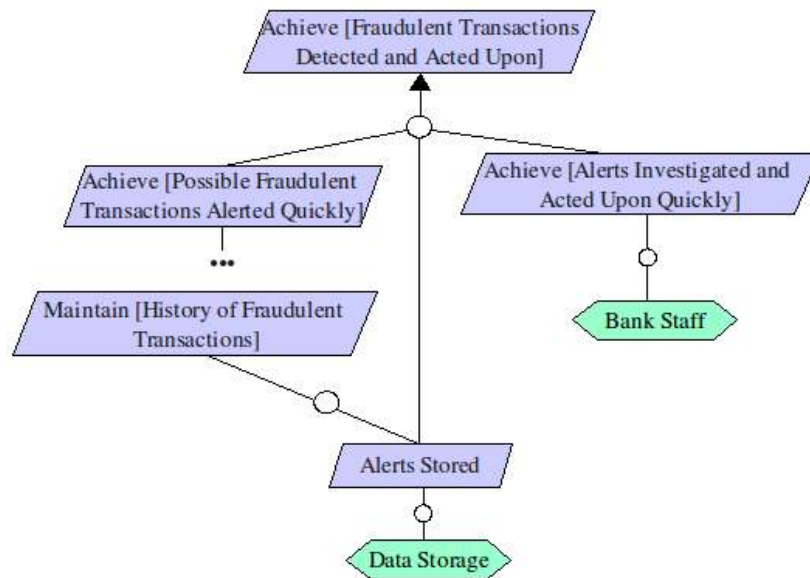 Achieve [Fraudulent Transactions
Detected and Acted Upon]
Achieve [Possible Fraudulent
Transactions Alerted Quickly]
Achieve [Alerts Investigated and
Acted Upon Quickly]
...
Maintain [History of Fraudulent
Transactions]
Bank Staff
Alerts Stored
Data Storage